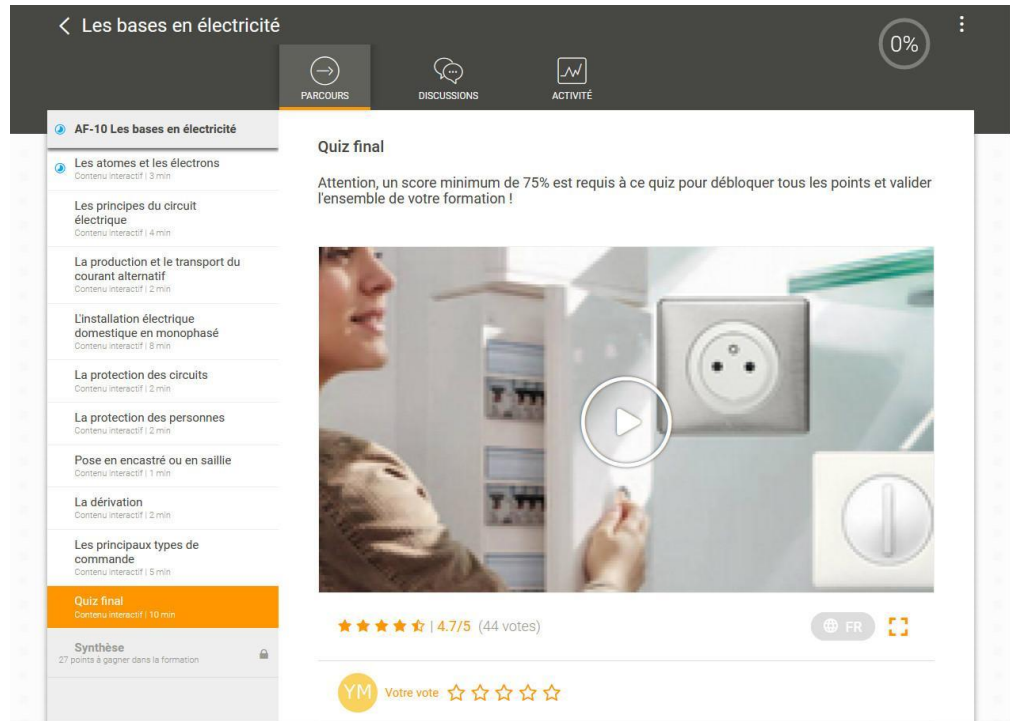 Les bases en électricité
0%
PARCOURS
DISCUSSIONS
ACTIVITÉ
AF-10 Les bases en électricité
Les atomes et les électrons
Contenu interactif | 3 min
Les principes du circuit
électrique
Contenu interactif | 4 min
La production et le transport du
courant alternatif
Contenu interactif | 2 min
L'installation électrique
domestique en monophasé
Contenu interactif | 8 min
La protection des circuits
Contenu interactif | 2 min
La protection des personnes
Contenu interactif | 2 min
Pose en encastré ou en saillie
Contenu interactif | 1 min
La dérivation
Contenu interactif | 2 min
Les principaux types de
commande
Contenu interactif | 5 min
Quiz final
Contenu interactif | 10 min
Synthèse
27 points à gagner dans la formation
Quiz final
Attention, un score minimum de 75% est requis à ce quiz pour débloquer tous les points et valider
l'ensemble de votre formation !
| 4.7/5 (44 votes)
FR
YM
Votre vote